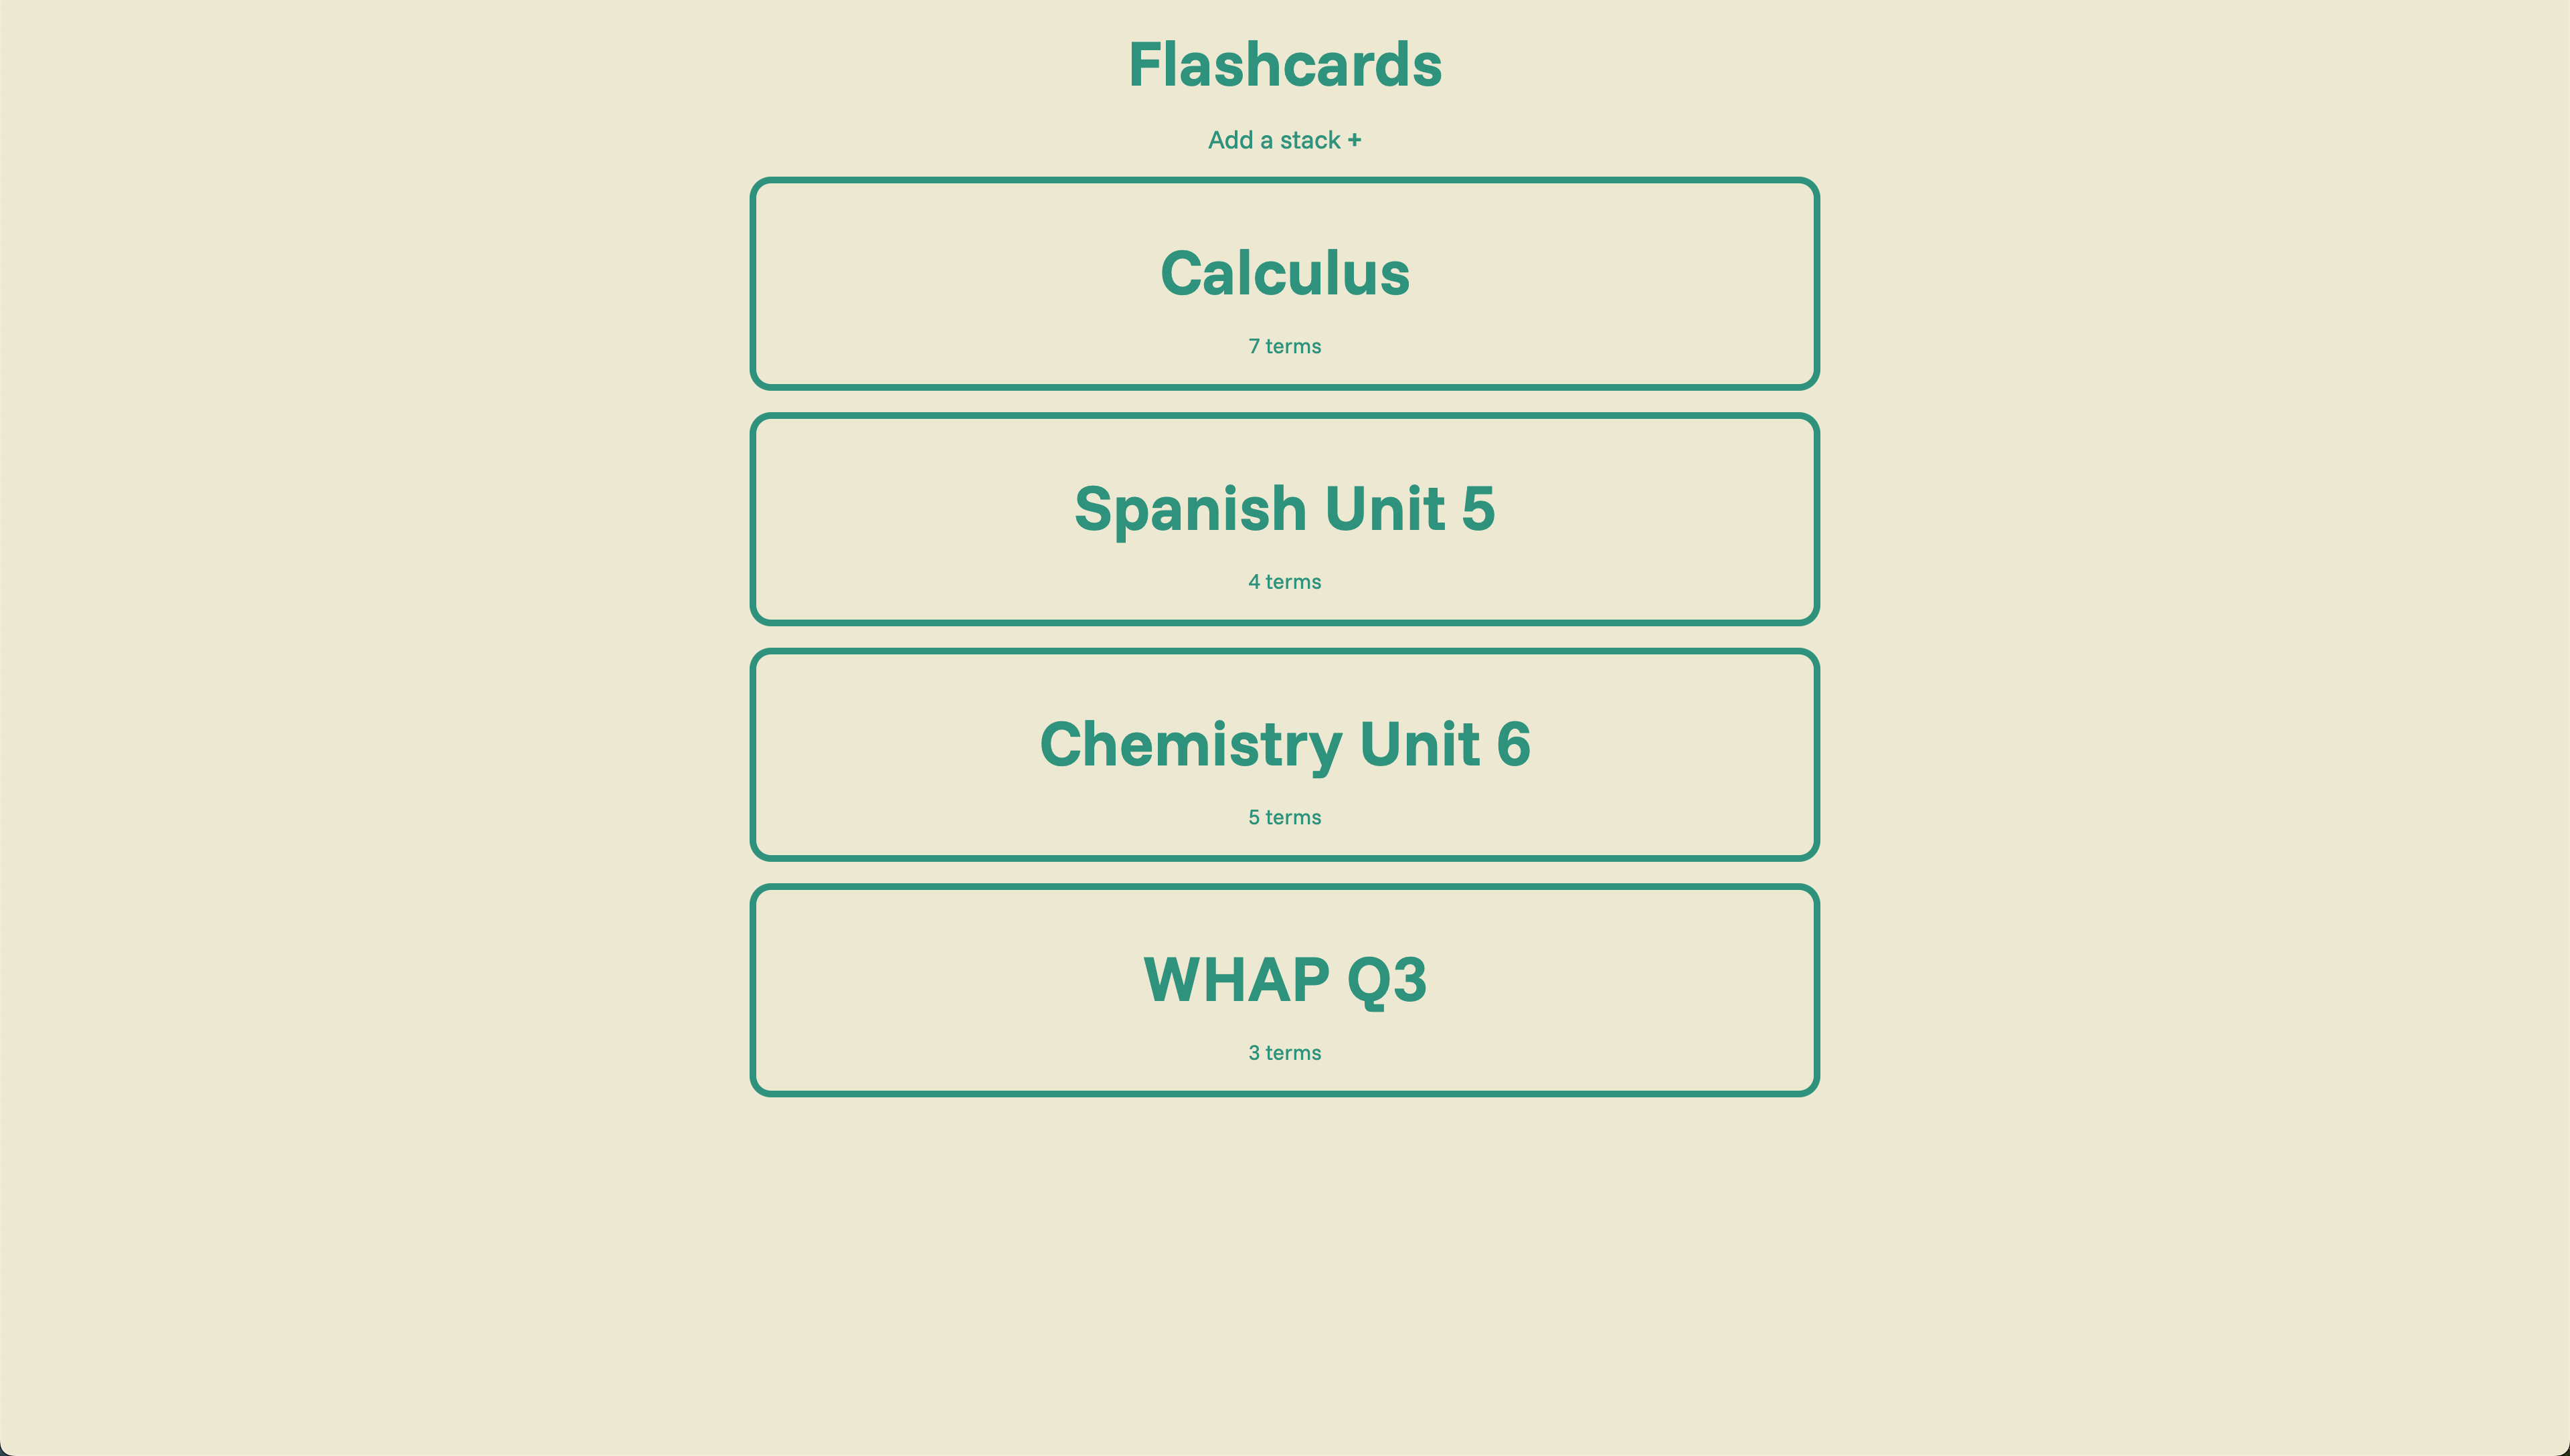 Flashcards
Add a stack +
Calculus
7 terms
Spanish Unit 5
4 terms
Chemistry Unit 6
5 terms
WHAP Q3
3 terms